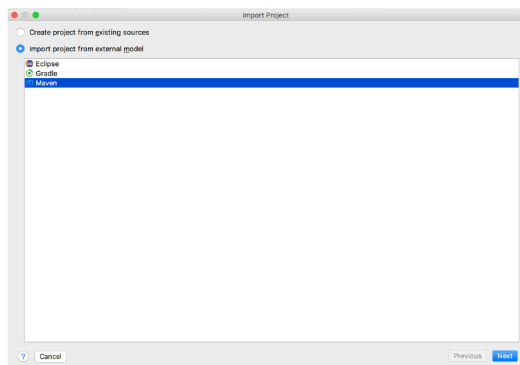 Import Project
Create project from existing sources
Import project from external model
Eclipse
Gradle
Maven
? Cancel Previous Next